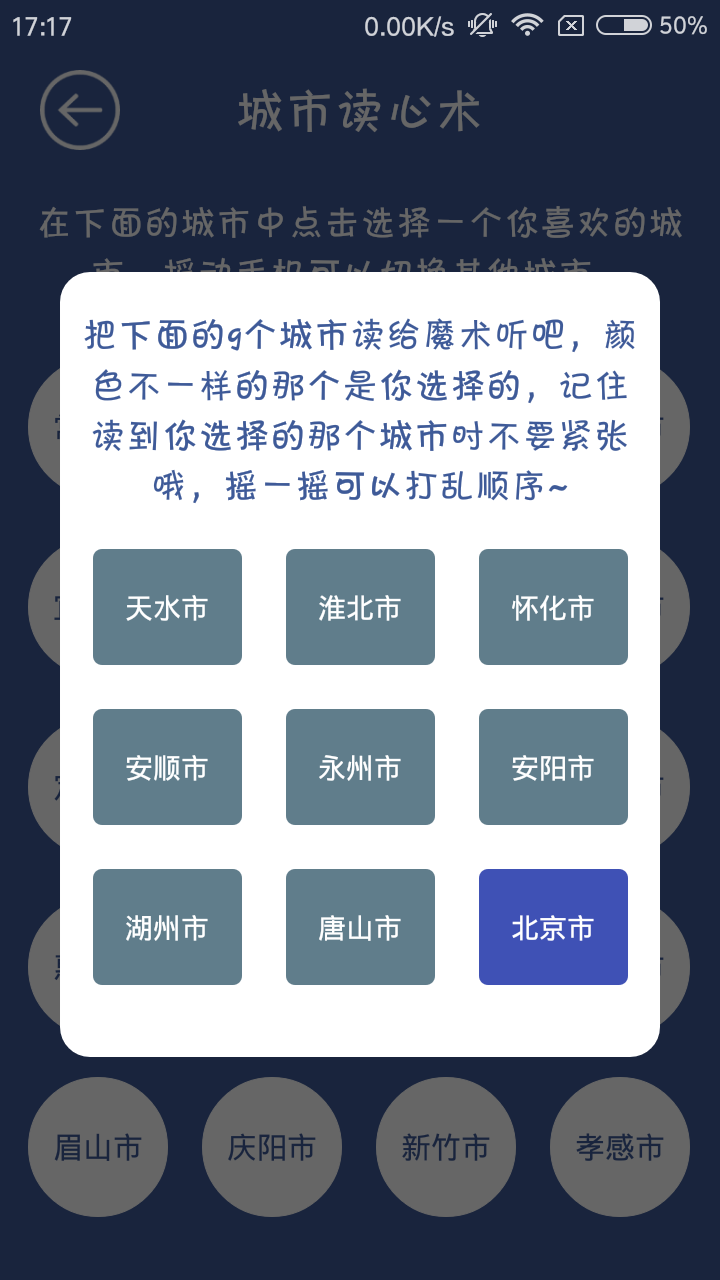 17:17 0.00K/s 50%
城市读心术
在下面的城市中点击选择一个你喜欢的城
市，摇动手机可以切换其他城市
把下面的9个城市读给魔术听吧，颜
色不一样的那个是你选择的，记住
读到你选择的那个城市时不要紧张
哦，摇一摇可以打乱顺序~
天水市 淮北市 怀化市
安顺市 永州市 安阳市
湖州市 唐山市 北京市
眉山市 庆阳市 新竹市 孝感市